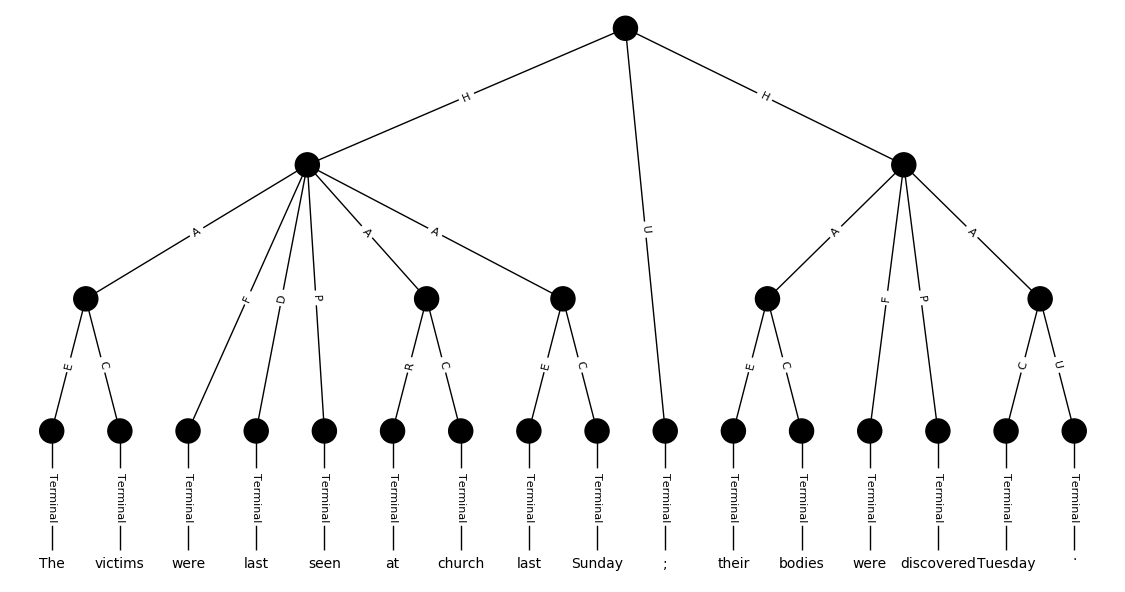 H H
U
A A A A A
F D P F P
E C R C E C E C C U
Terminal Terminal Terminal Terminal Terminal Terminal Terminal Terminal Terminal Terminal Terminal Terminal Terminal Terminal Terminal Terminal
The victims were last seen at church last Sunday ; their bodies were discovered Tuesday .